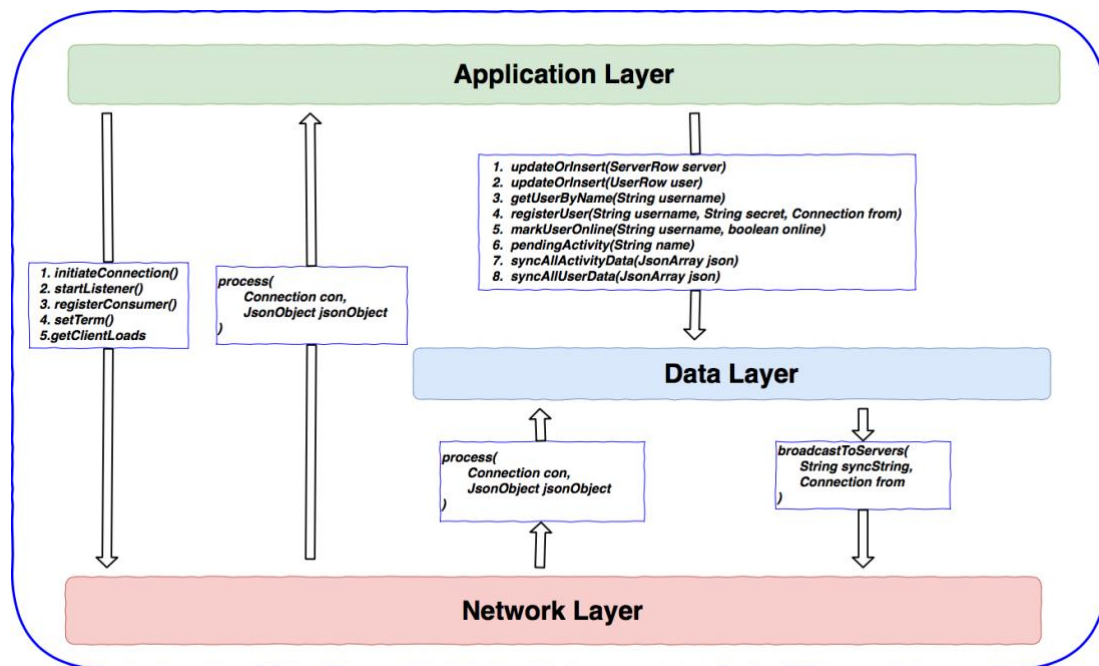 Application Layer
1. updateOrInsert(ServerRow server)
2. updateOrInsert(UserRow user)
3. getUserByName(String username)
4. registerUser(String username, String secret, Connection from)
5. markUserOnline(String username, boolean online)
6. pendingActivity(String name)
7. syncAllActivityData(JsonArray json)
8. syncAllUserData(JsonArray json)
1. initiateConnection()
2. startListener()
3. registerConsumer()
4. setTerm()
5.getClientLoads
process(
Connection con,
JsonObject jsonObject
)
Data Layer
process(
Connection con,
JsonObject jsonObject
)
broadcastToServers(
String syncString,
Connection from
)
Network Layer